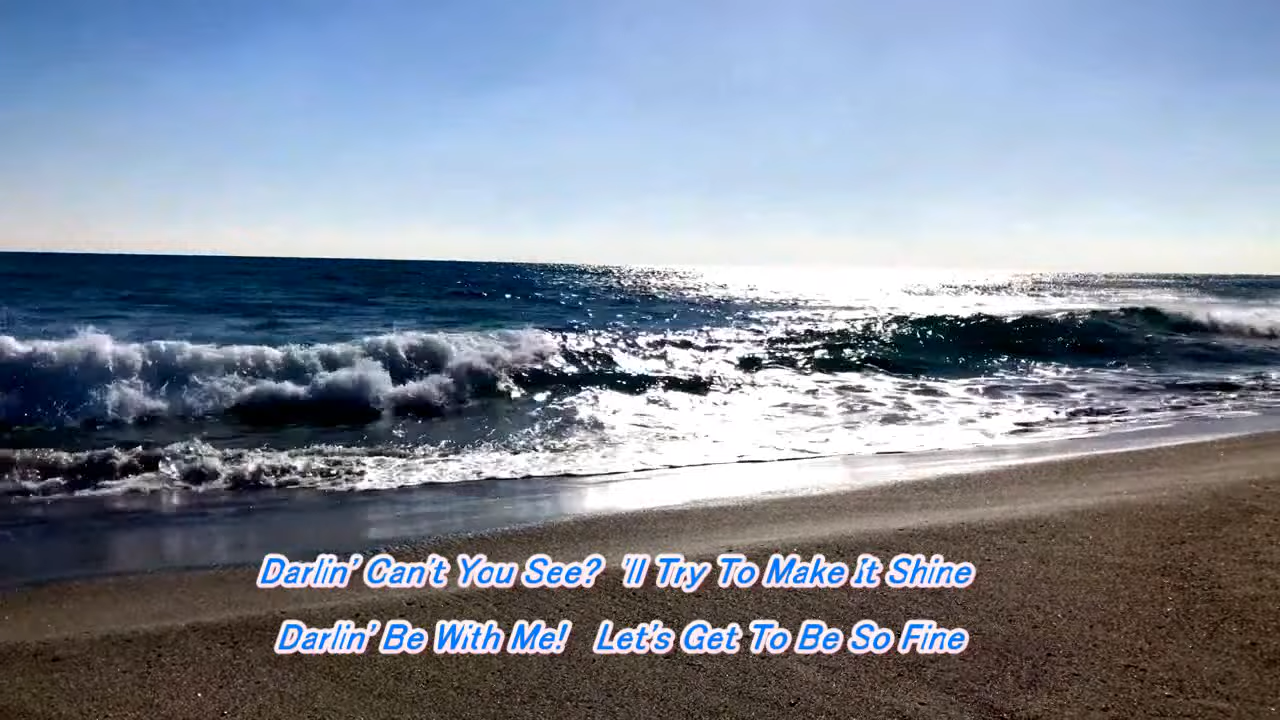 Darlin' Can't You See?  'll Try To Make It Shine
Darlin' Be With Me!  Let's Get To Be So Fine